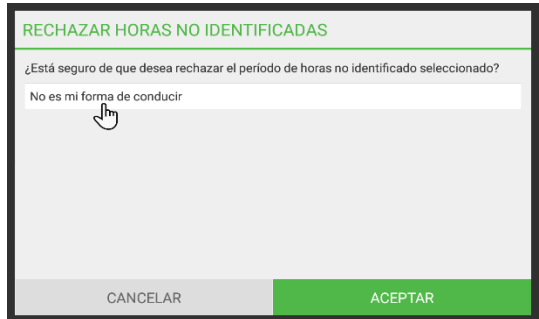 RECHAZAR HORAS NO IDENTIFICADAS
¿Está seguro de que desea rechazar el período de horas no identificado seleccionado?
No es mi forma de conducir
CANCELAR
ACEPTAR